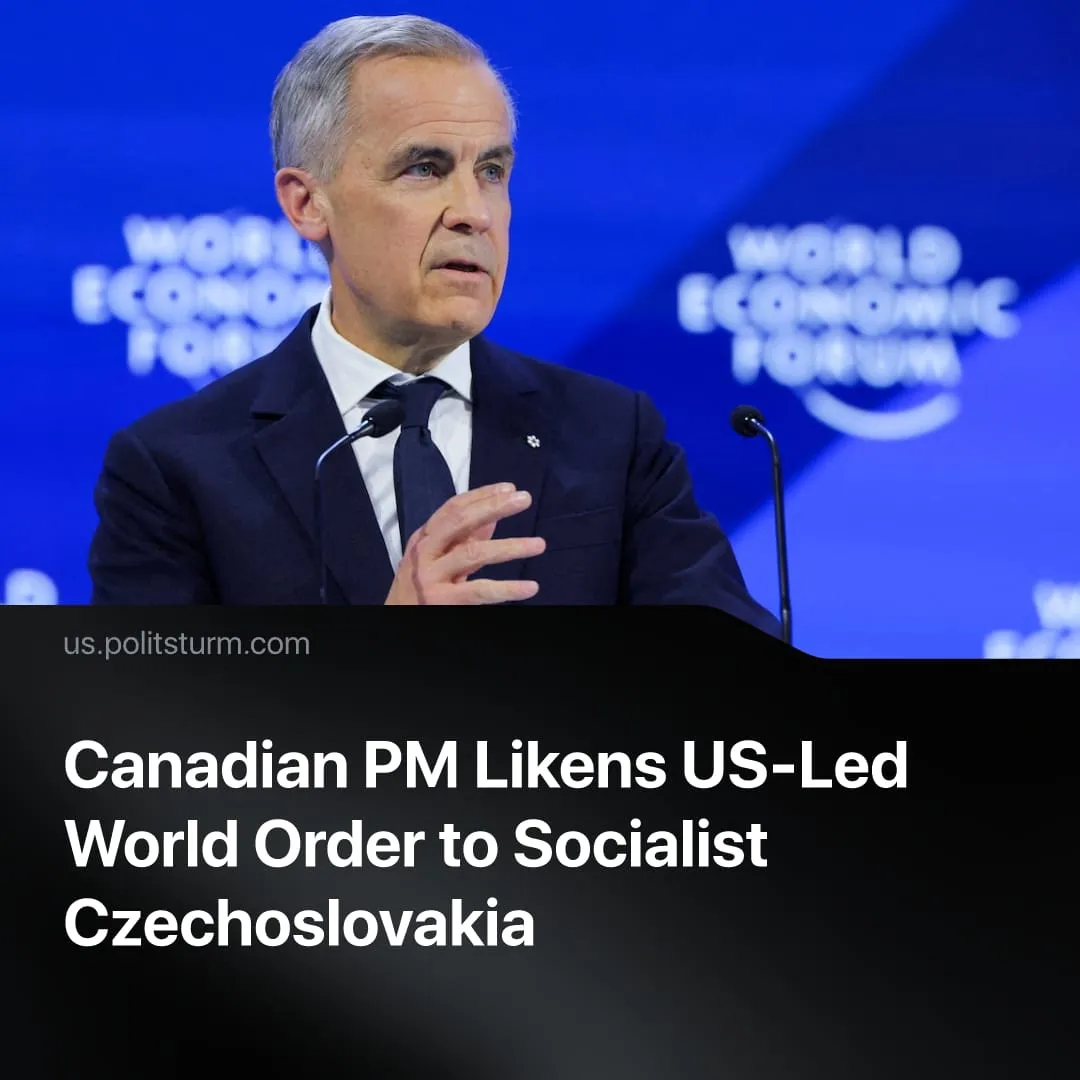 WORLD
ECONOMIC
FORUM
WORLD
ECONOMIC
FORUM
us.politsturm.com
Canadian PM Likens US-Led
World Order to Socialist
Czechoslovakia